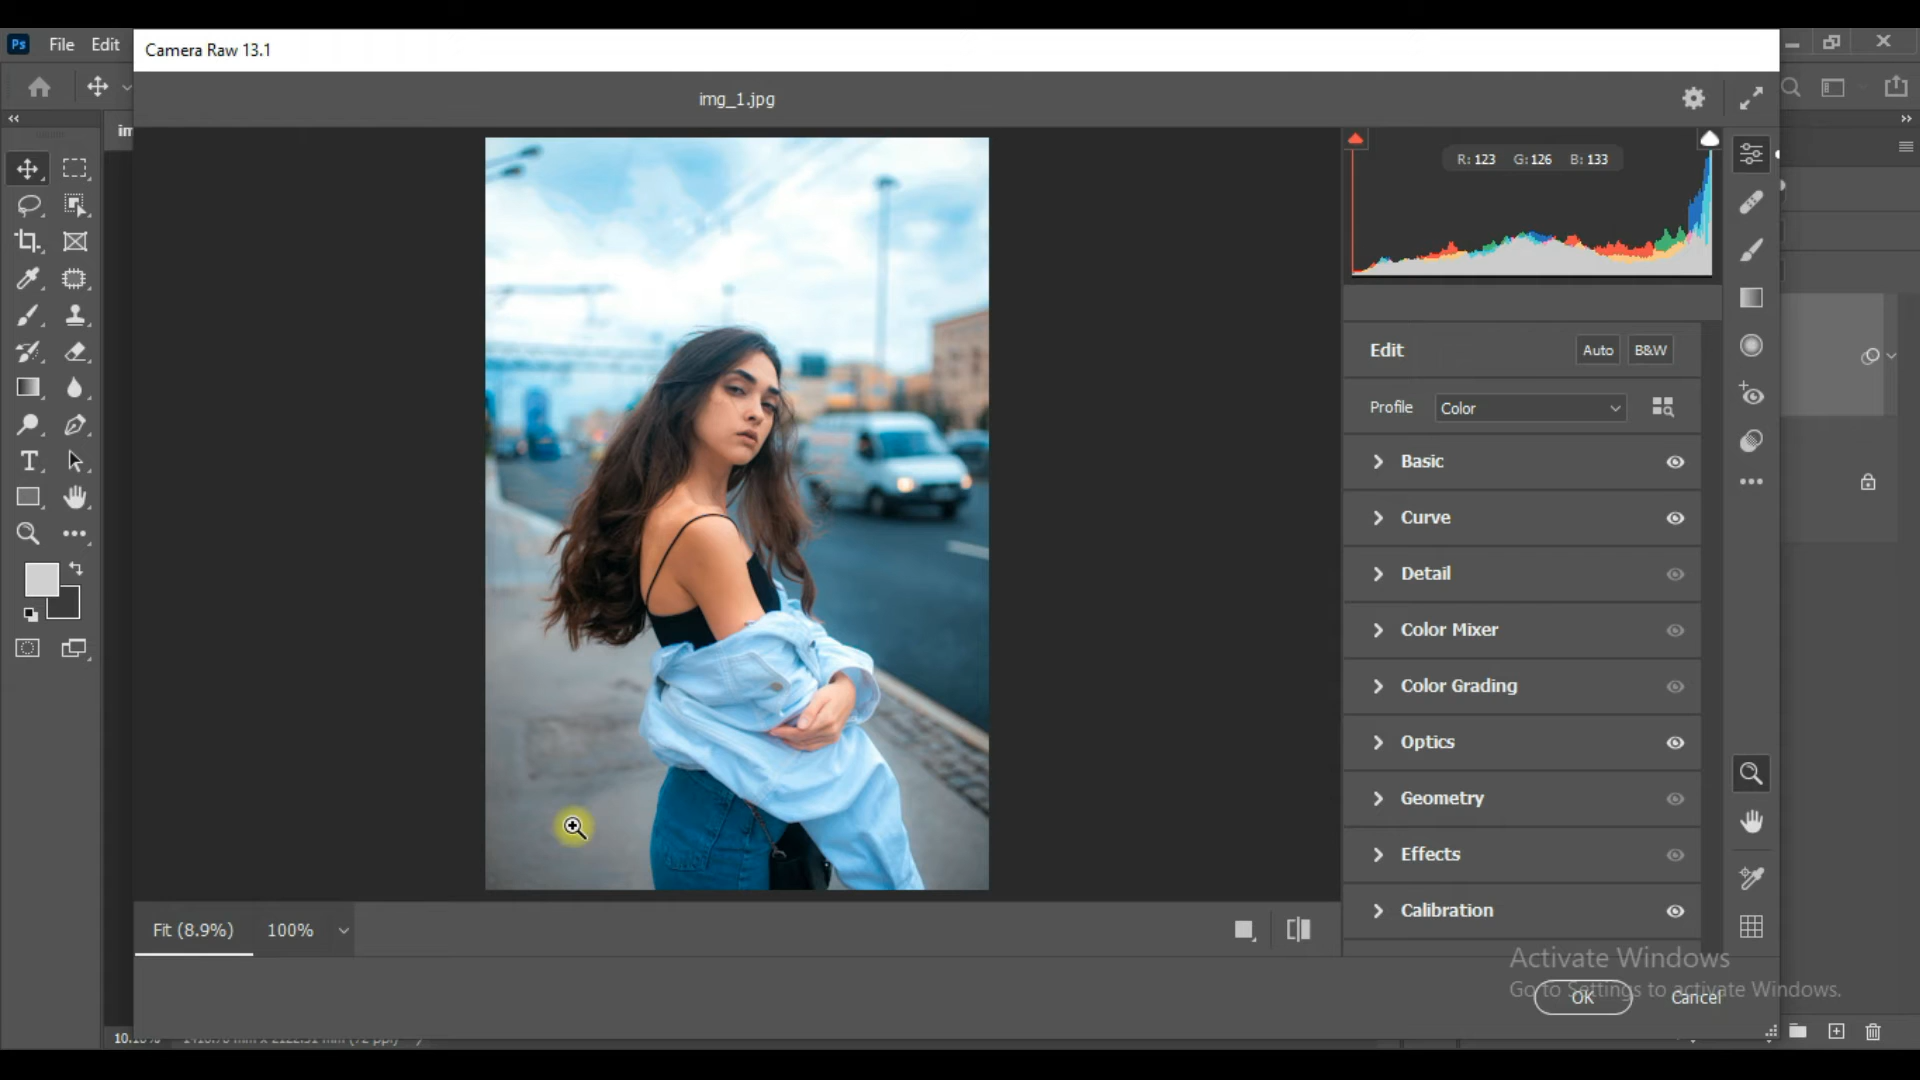 Ps File Edit
Camera Raw 13.1
img_1.jpg
im
R: 123 G: 126 B: 133
Edit Auto B&W
Profile Color
Basic
Curve
Detail
Color Mixer
Color Grading
Optics
Geometry
Effects
Calibration
Fit (8.9%) 100%
Activate Windows
Go to Settings to activate Windows.
OK Cancel